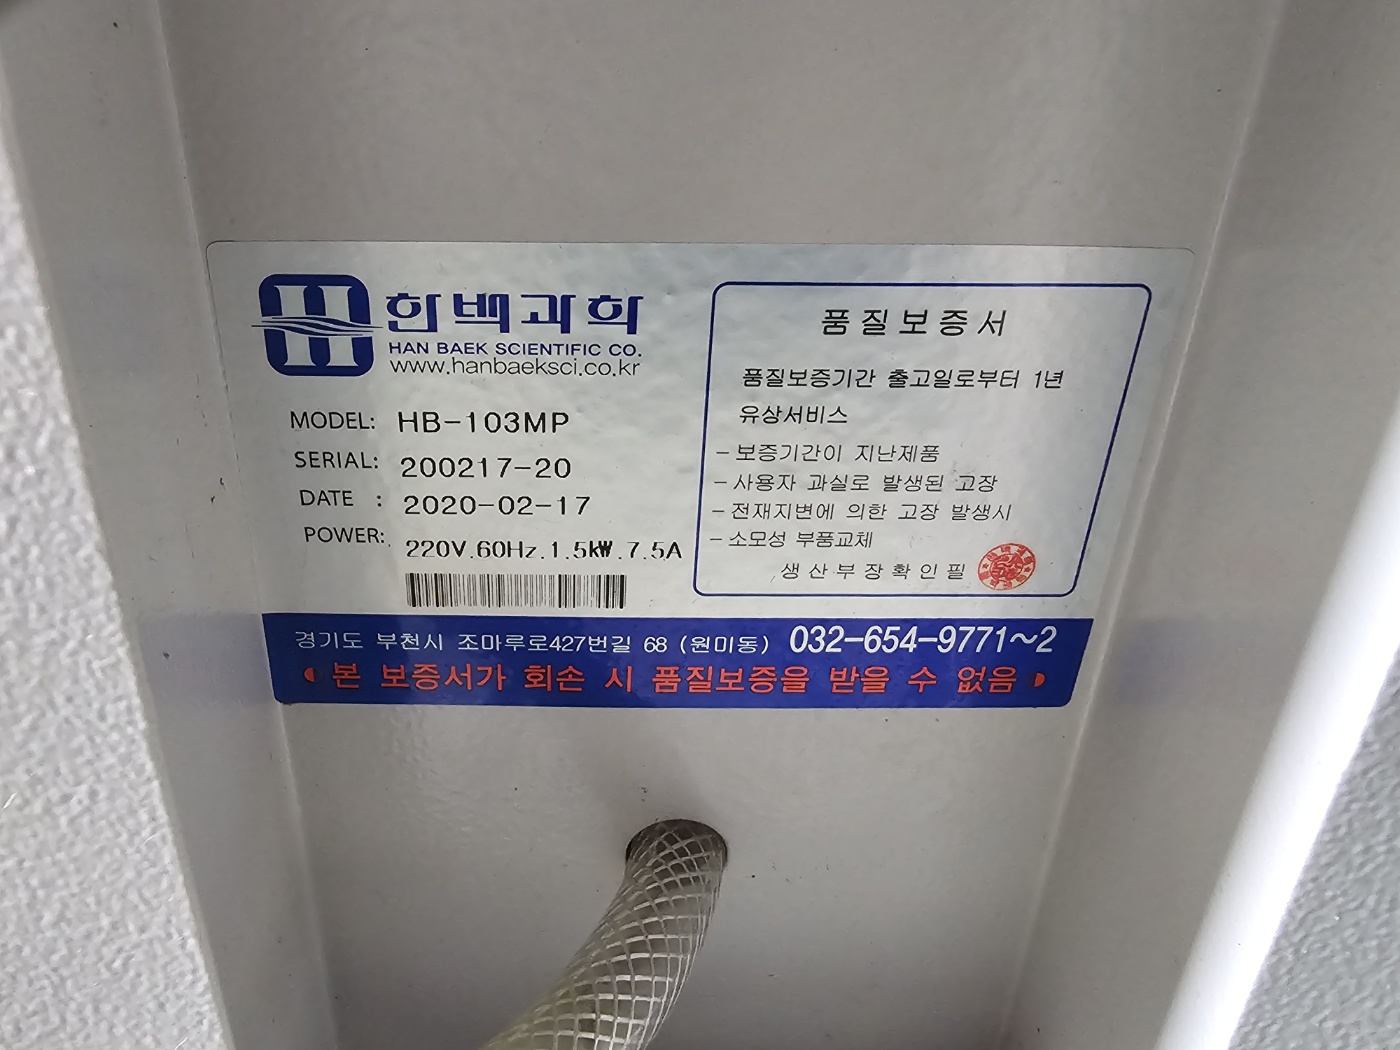 한백과학
HAN BAEK SCIENTIFIC CO.
www.hanbaeksci.co.kr
MODEL: HB-103MP
SERIAL: 200217-20
DATE : 2020-02-17
POWER: 220V.60Hz.1.5㎾.7.5A
품질보증서
품질보증기간 출고일로부터 1년
유상서비스
- 보증기간이 지난제품
- 사용자 과실로 발생된 고장
- 전재지변에 의한 고장 발생시
- 소모성 부품교체
생산부장확인필
경기도 부천시 조마루로427번길 68 (원미동) 032-654-9771~2
본 보증서가 회손 시 품질보증을 받을 수 없음